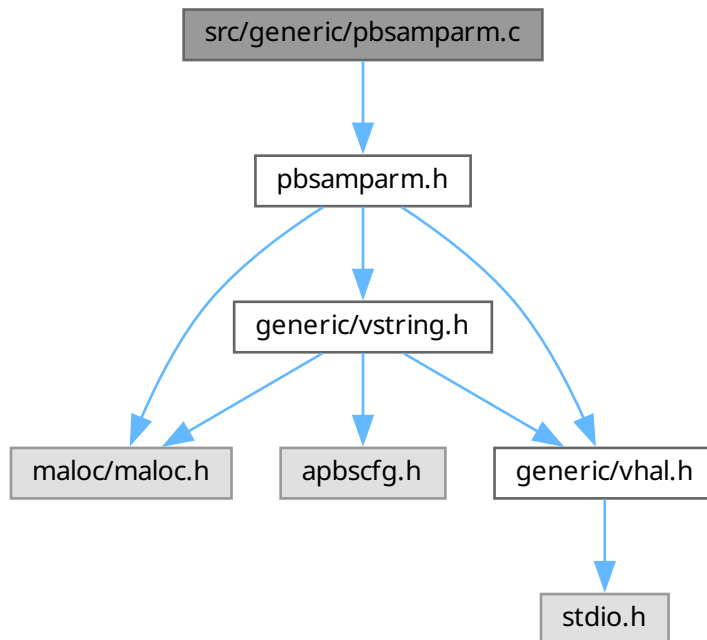 src/generic/pbsamparm.c
pbsamparm.h
generic/vstring.h
maloc/maloc.h
apbscfg.h
generic/vhal.h
stdio.h